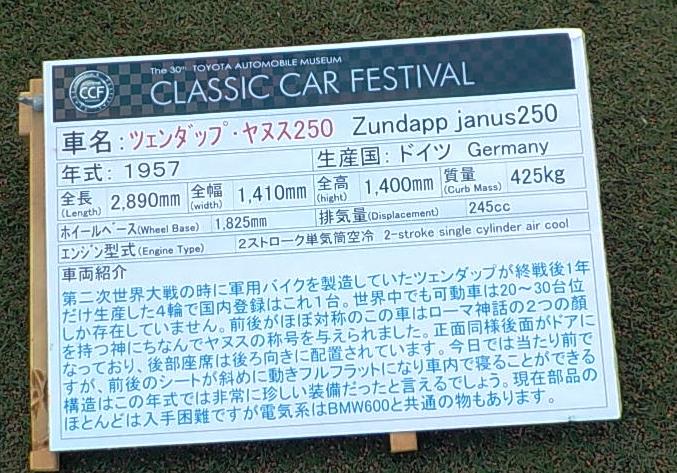 The 30th TOYOTA AUTOMOBILE MUSEUM
CCF
CLASSIC CAR FESTIVAL
車名：ツェンダップ・ヤヌス250 Zundapp janus250
年式：1957
生産国：ドイツ Germany
全長(Length) 2,890mm 全幅(width) 1,410mm 全高(hight) 1,400mm 質量(Curb Mass) 425kg
ホイールベース(Wheel Base) 1,825mm 排気量(Displacement) 245cc
エンジン型式(Engine Type) 2ストローク単気筒空冷 2-stroke single cylinder air cool
車両紹介
第二次世界大戦の時に軍用バイクを製造していたツェンダップが終戦後1年
だけ生産した4輪で国内登録はこれ1台。世界中でも可動車は20～30台位
しか存在していません。前後がほぼ対称のこの車はローマ神話の2つの顔
を持つ神にちなんでヤヌスの称号を与えられました。正面同様後面がドアに
なっており、後部座席は後ろ向きに配置されています。今日では当たり前で
すが、前後のシートが斜めに動きフルフラットになり車内で寝ることができる
構造はこの年式では非常に珍しい装備だったと言えるでしょう。現在部品の
ほとんどは入手困難ですが電気系はBMW600と共通の物もあります。